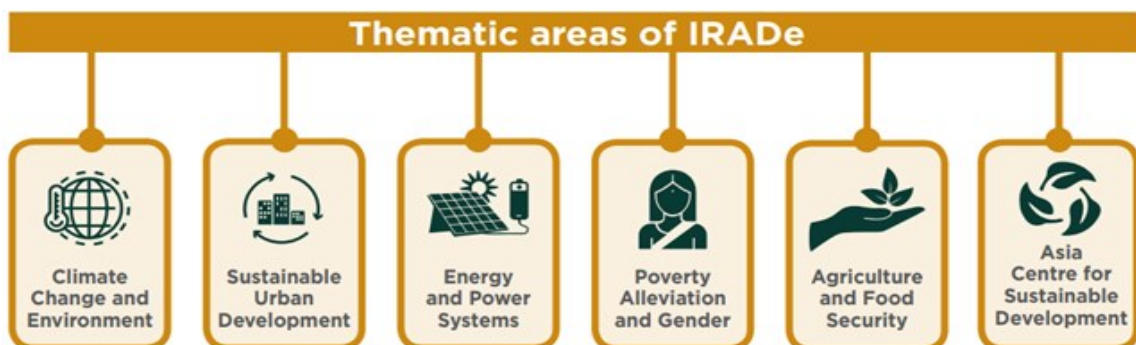 Thematic areas of IRADe
Climate
Change and
Environment
Sustainable
Urban
Development
Energy
and Power
Systems
Poverty
Alleviation
and Gender
Agriculture
and Food
Security
Asia
Centre for
Sustainable
Development